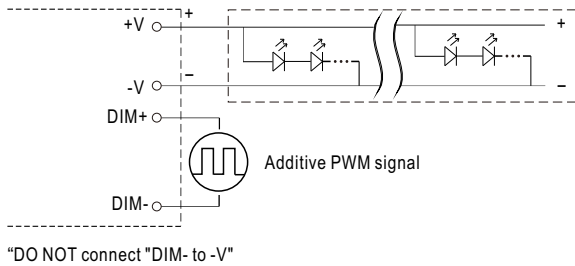 +V +
+
-V –
–
DIM+
Additive PWM signal
DIM-
“DO NOT connect "DIM- to -V"